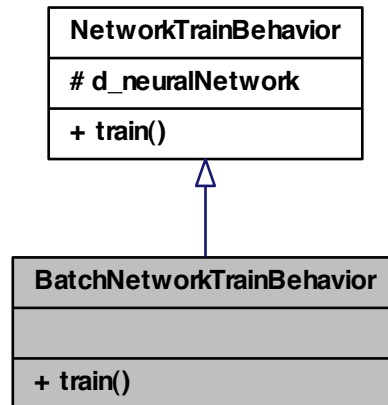 NetworkTrainBehavior
# d_neuralNetwork
+ train()
BatchNetworkTrainBehavior
+ train()